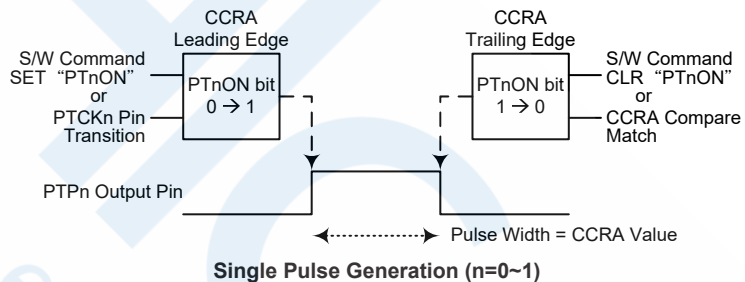 CCRA
Leading Edge
CCRA
Trailing Edge
S/W Command
SET “PTnON”
or
PTCKn Pin
Transition
PTnON bit
0 → 1
PTnON bit
1 → 0
S/W Command
CLR “PTnON”
or
CCRA Compare
Match
PTPn Output Pin
Pulse Width = CCRA Value
Single Pulse Generation (n=0~1)